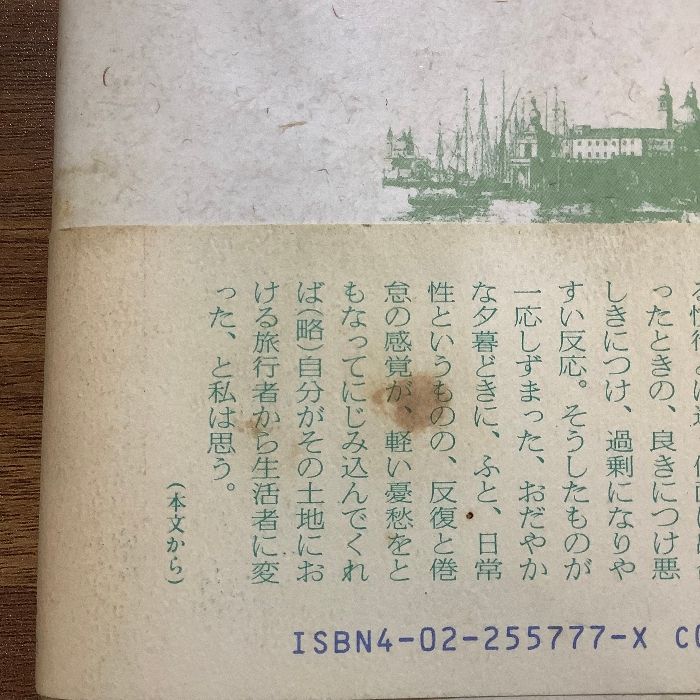 ったときの、良きにつけ悪
しきにつけ、過剰になりや
すい反応。そうしたものが
一応しずまった、おだやか
な夕暮どきに、ふと、日常
性というものの、反復と倦
怠の感覚が、軽い憂愁をと
もなってにじみ込んでくれ
ば(略)自分がその土地にお
ける旅行者から生活者に変
った、と私は思う。
(本文から)
ISBN4-02-255777-X C0